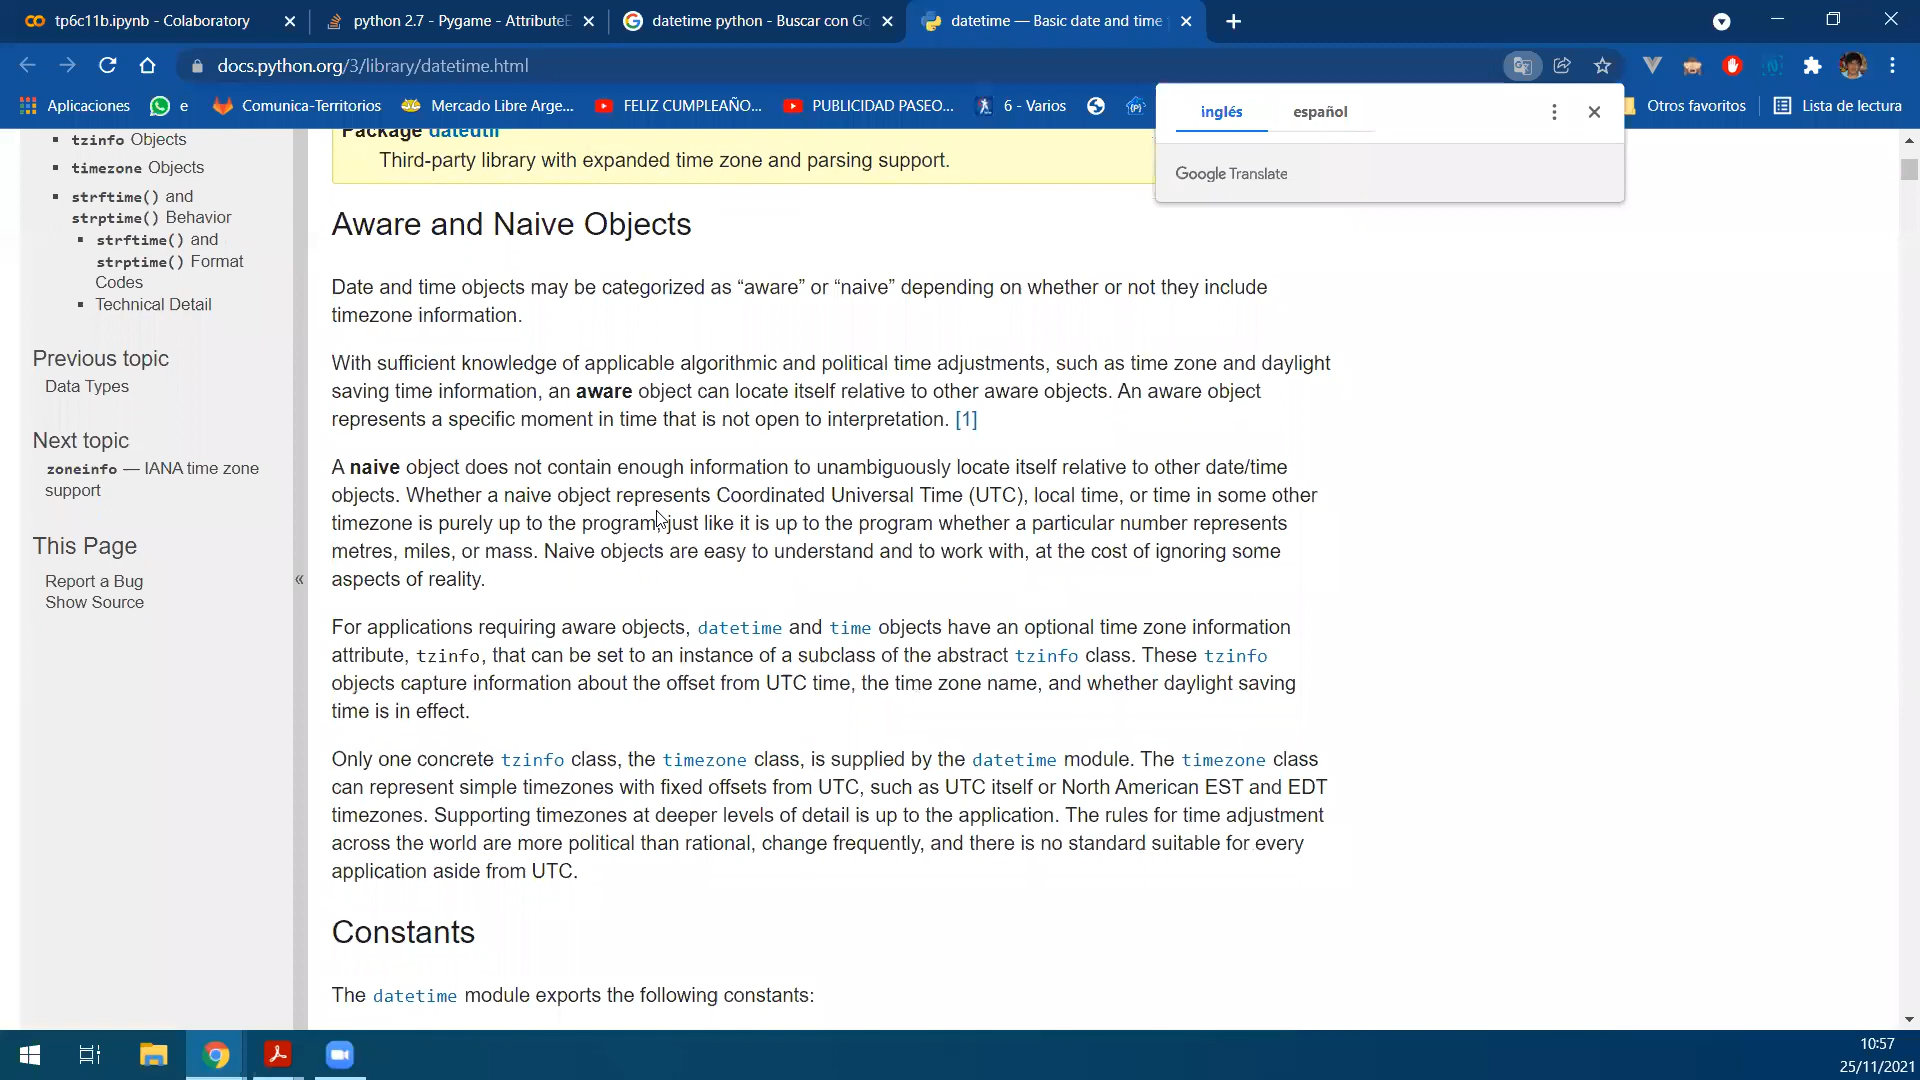 tp6c11b.ipynb - Colaboratory
python 2.7 - Pygame - AttributeE
datetime python - Buscar con Go
datetime — Basic date and time
docs.python.org/3/library/datetime.html
Aplicaciones
e
Comunica-Territorios
Mercado Libre Arge...
FELIZ CUMPLEAÑO...
PUBLICIDAD PASEO...
6 - Varios
Otros favoritos
Lista de lectura
inglés
español
Google Translate
tzinfo Objects
timezone Objects
strftime() and
strptime() Behavior
strftime() and
strptime() Format
Codes
Technical Detail
Previous topic
Data Types
Next topic
zoneinfo — IANA time zone
support
This Page
Report a Bug
Show Source
«
Package dateutil
Third-party library with expanded time zone and parsing support.
Aware and Naive Objects
Date and time objects may be categorized as “aware” or “naive” depending on whether or not they include
timezone information.
With sufficient knowledge of applicable algorithmic and political time adjustments, such as time zone and daylight
saving time information, an aware object can locate itself relative to other aware objects. An aware object
represents a specific moment in time that is not open to interpretation. [1]
A naive object does not contain enough information to unambiguously locate itself relative to other date/time
objects. Whether a naive object represents Coordinated Universal Time (UTC), local time, or time in some other
timezone is purely up to the program, just like it is up to the program whether a particular number represents
metres, miles, or mass. Naive objects are easy to understand and to work with, at the cost of ignoring some
aspects of reality.
For applications requiring aware objects, datetime and time objects have an optional time zone information
attribute, tzinfo, that can be set to an instance of a subclass of the abstract tzinfo class. These tzinfo
objects capture information about the offset from UTC time, the time zone name, and whether daylight saving
time is in effect.
Only one concrete tzinfo class, the timezone class, is supplied by the datetime module. The timezone class
can represent simple timezones with fixed offsets from UTC, such as UTC itself or North American EST and EDT
timezones. Supporting timezones at deeper levels of detail is up to the application. The rules for time adjustment
across the world are more political than rational, change frequently, and there is no standard suitable for every
application aside from UTC.
Constants
The datetime module exports the following constants:
10:57
25/11/2021